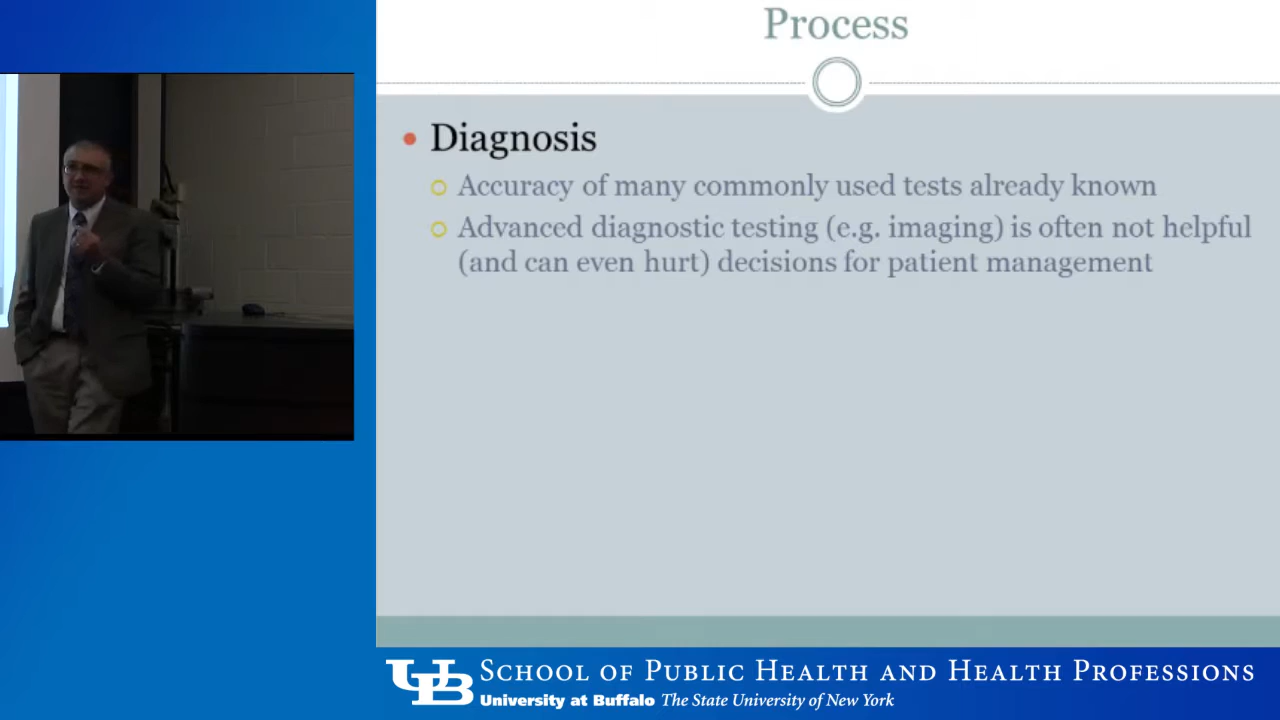 Process
Diagnosis
Accuracy of many commonly used tests already known
Advanced diagnostic testing (e.g. imaging) is often not helpful
(and can even hurt) decisions for patient management
UB
School of Public Health and Health Professions
University at Buffalo The State University of New York